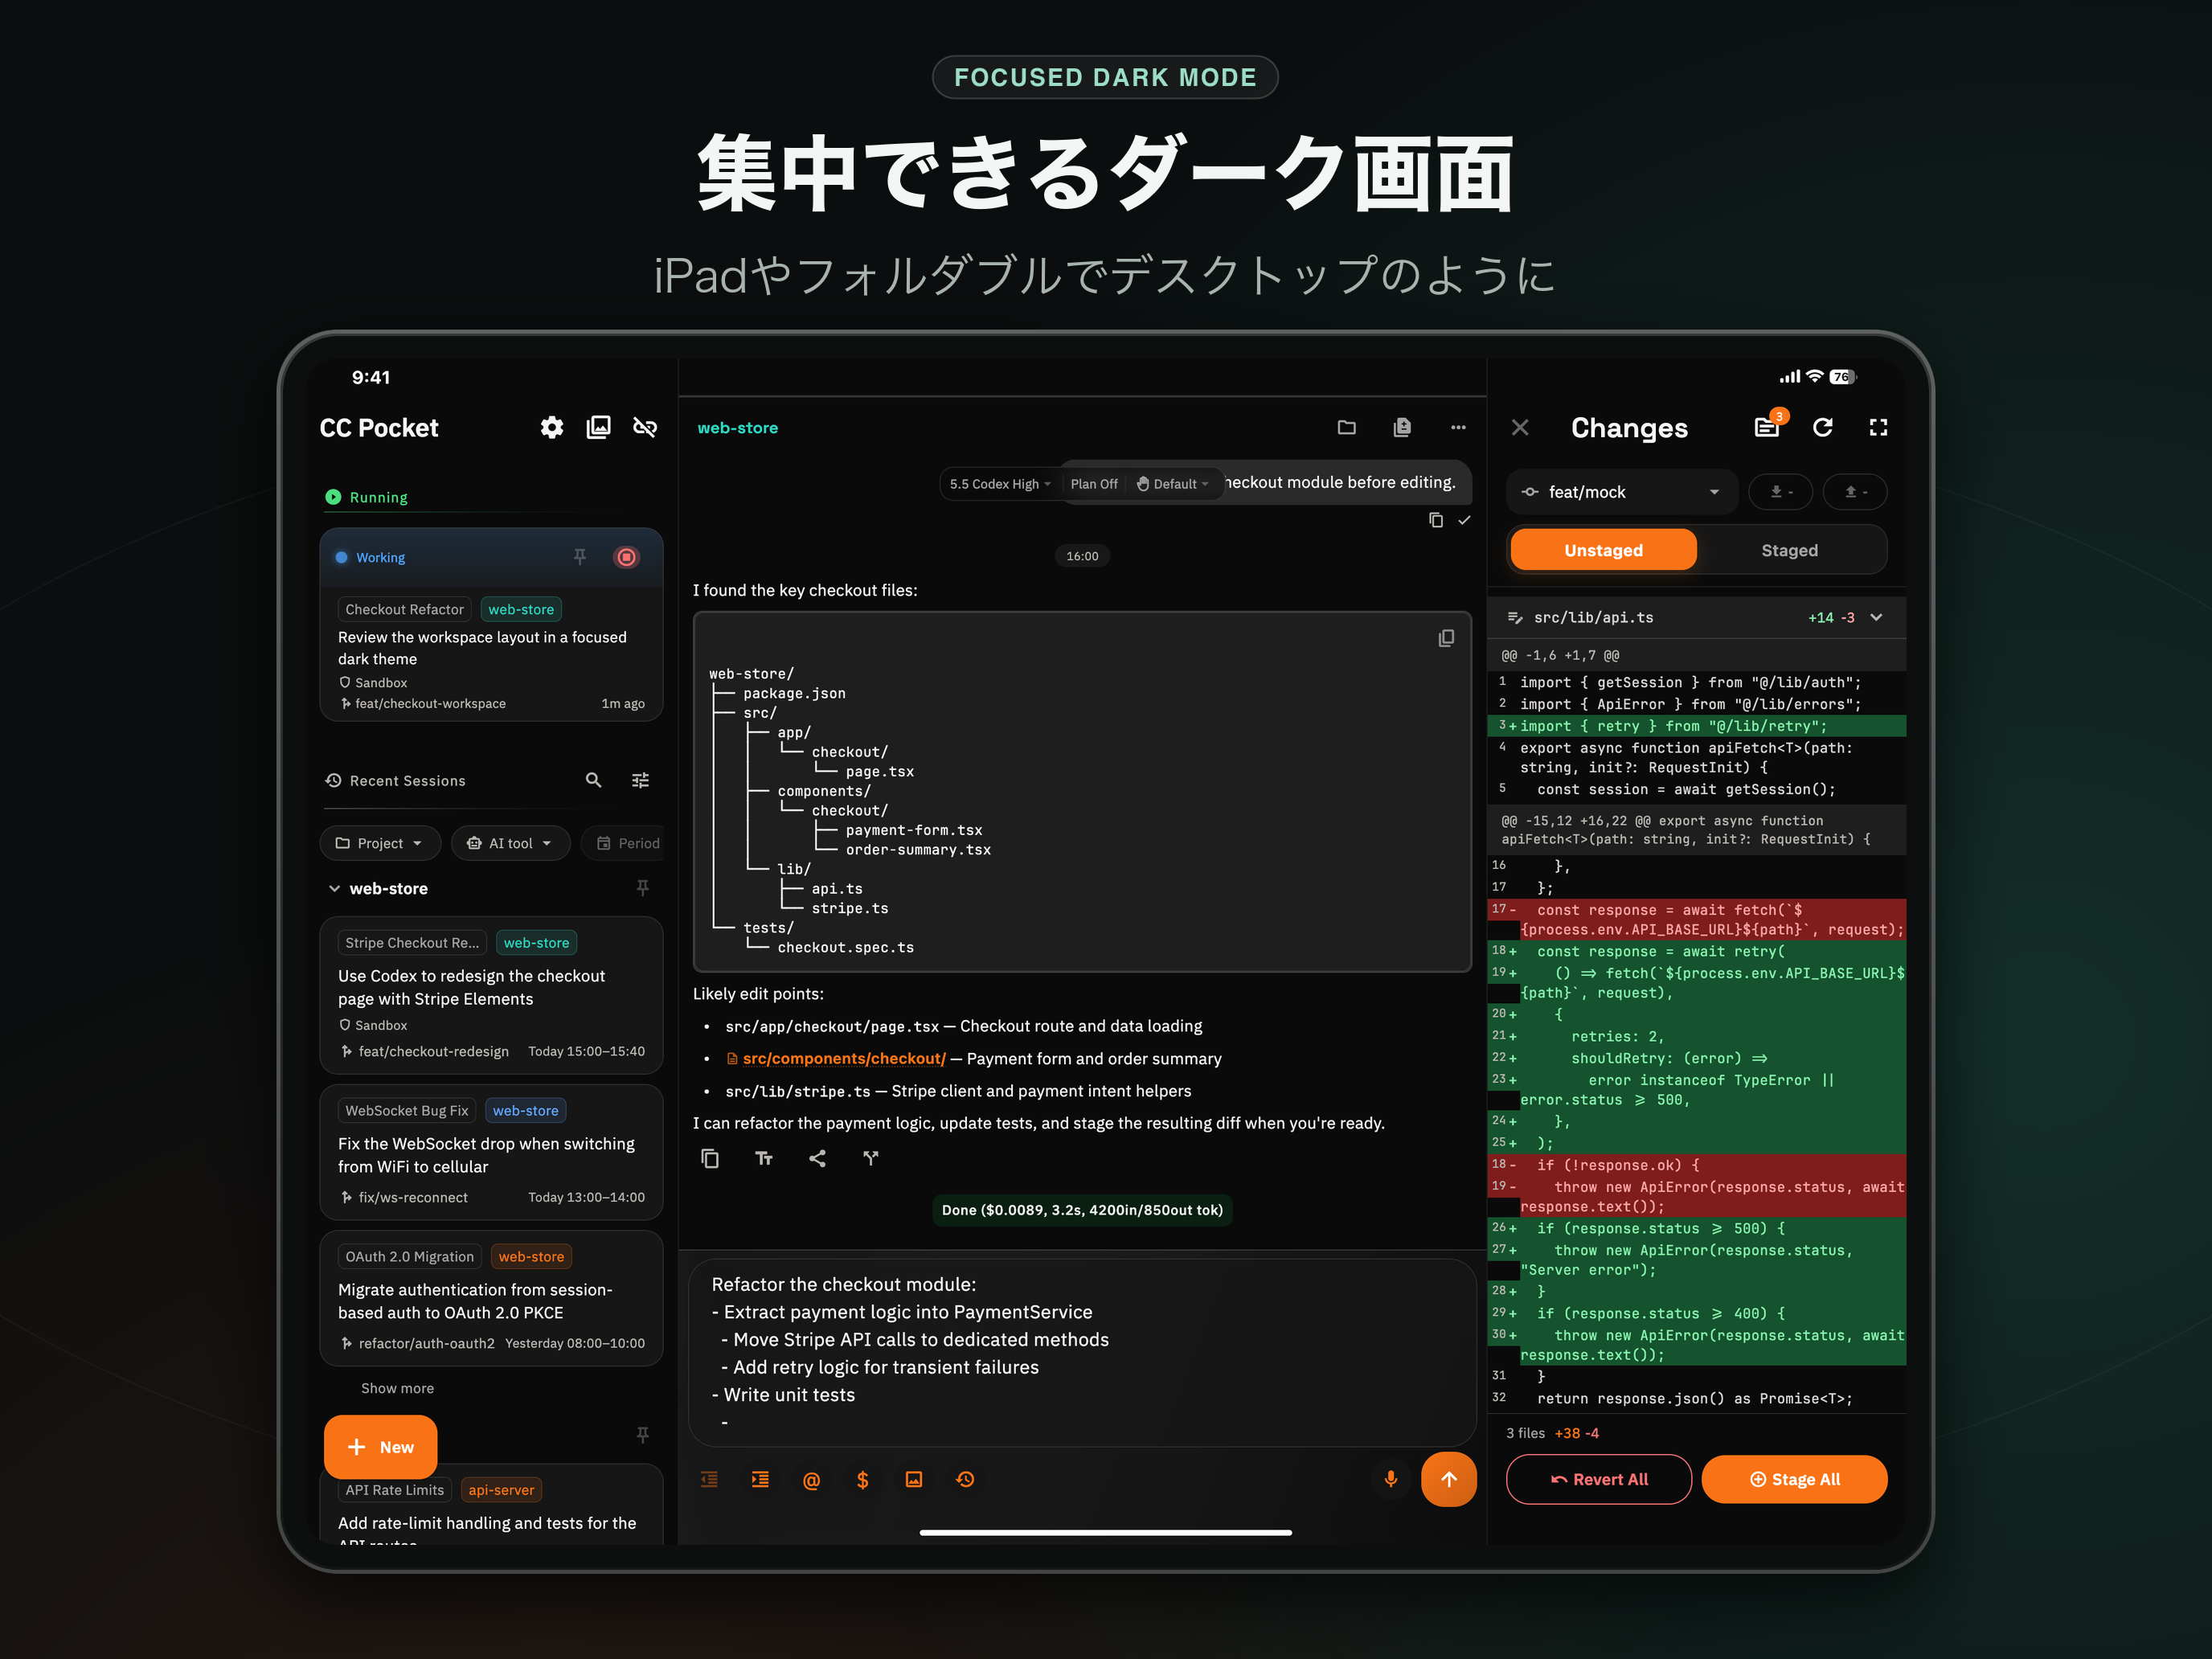 FOCUSED DARK MODE
集中できるダーク画面
iPadやフォルダブルでデスクトップのように
9:41
76
CC Pocket
Running
Working
Checkout Refactor
web-store
Review the workspace layout in a focused
dark theme
Sandbox
feat/checkout-workspace
1m ago
Recent Sessions
Project
AI tool
Period
web-store
Stripe Checkout Re...
web-store
Use Codex to redesign the checkout
page with Stripe Elements
Sandbox
feat/checkout-redesign
Today 15:00–15:40
WebSocket Bug Fix
web-store
Fix the WebSocket drop when switching
from WiFi to cellular
fix/ws-reconnect
Today 13:00–14:00
OAuth 2.0 Migration
web-store
Migrate authentication from session-
based auth to OAuth 2.0 PKCE
refactor/auth-oauth2
Yesterday 08:00–10:00
Show more
+ New
API Rate Limits
api-server
Add rate-limit handling and tests for the
web-store
5.5 Codex High
Plan Off
Default
module before editing.
16:00
I found the key checkout files:
web-store/
├── package.json
├── src/
│   ├── app/
│   │   └── checkout/
│   │       └── page.tsx
│   ├── components/
│   │   └── checkout/
│   │       ├── payment-form.tsx
│   │       └── order-summary.tsx
│   └── lib/
│       ├── api.ts
│       └── stripe.ts
└── tests/
    └── checkout.spec.ts
Likely edit points:
• src/app/checkout/page.tsx — Checkout route and data loading
• src/components/checkout/ — Payment form and order summary
• src/lib/stripe.ts — Stripe client and payment intent helpers
I can refactor the payment logic, update tests, and stage the resulting diff when you're ready.
Done ($0.0089, 3.2s, 4200in/850out tok)
Refactor the checkout module:
- Extract payment logic into PaymentService
  - Move Stripe API calls to dedicated methods
  - Add retry logic for transient failures
- Write unit tests
  -
@
$
Changes
3
feat/mock
-
-
Unstaged
Staged
src/lib/api.ts
+14 -3
@@ -1,6 +1,7 @@
1 import { getSession } from "@/lib/auth";
2 import { ApiError } from "@/lib/errors";
3 + import { retry } from "@/lib/retry";
4 export async function apiFetch<T>(path:
string, init?: RequestInit) {
5   const session = await getSession();
@@ -15,12 +16,22 @@ export async function
apiFetch<T>(path: string, init?: RequestInit) {
16     },
17   };
17 -   const response = await fetch(`$
{process.env.API_BASE_URL}${path}`, request);
18 +   const response = await retry(
19 +     () => fetch(`${process.env.API_BASE_URL}$
{path}`, request),
20 +     {
21 +       retries: 2,
22 +       shouldRetry: (error) =>
23 +         error instanceof TypeError ||
error.status >= 500,
24 +     },
25 +   );
18 -   if (!response.ok) {
19 -     throw new ApiError(response.status, await
response.text());
26 +   if (response.status >= 500) {
27 +     throw new ApiError(response.status,
"Server error");
28 +   }
29 +   if (response.status >= 400) {
30 +     throw new ApiError(response.status, await
response.text());
31   }
32   return response.json() as Promise<T>;
3 files +38 -4
Revert All
Stage All